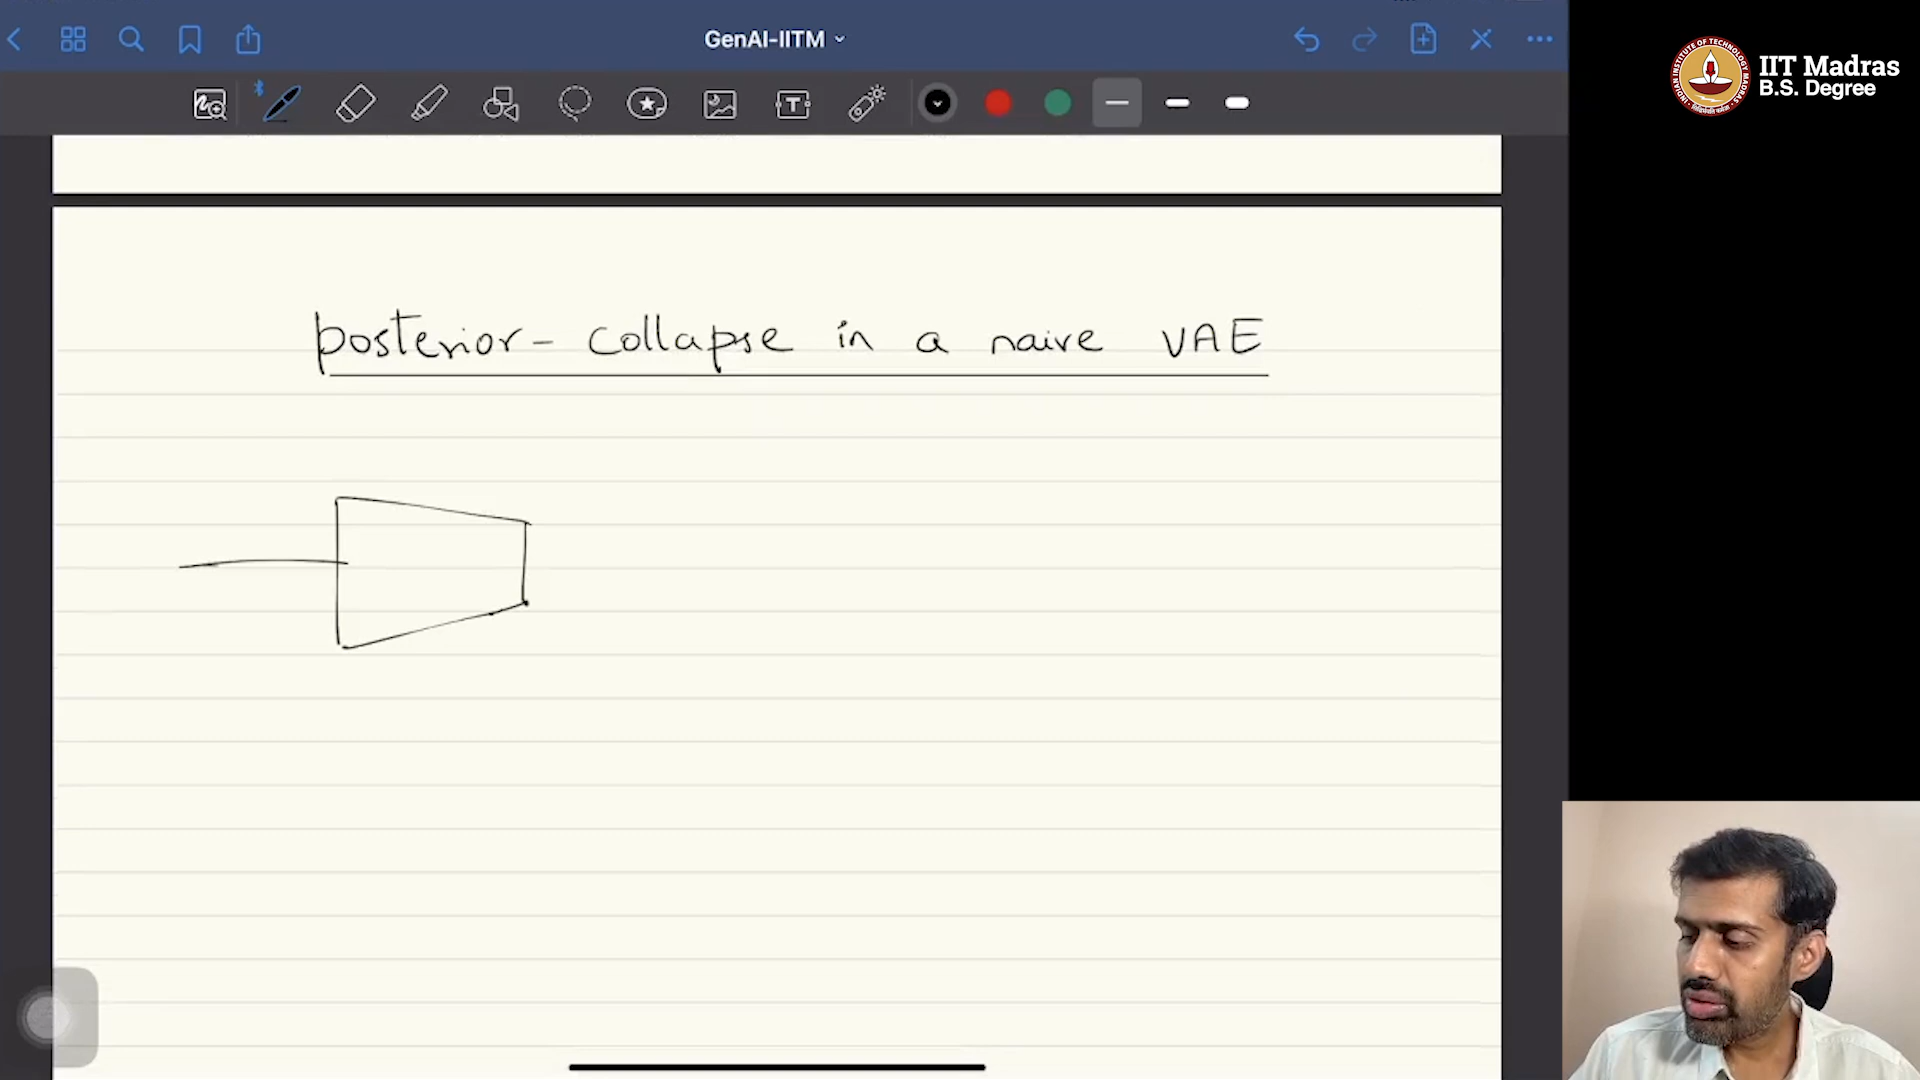 GenAI-IITM
IIT Madras
B.S. Degree
posterior - collapse in a naive VAE